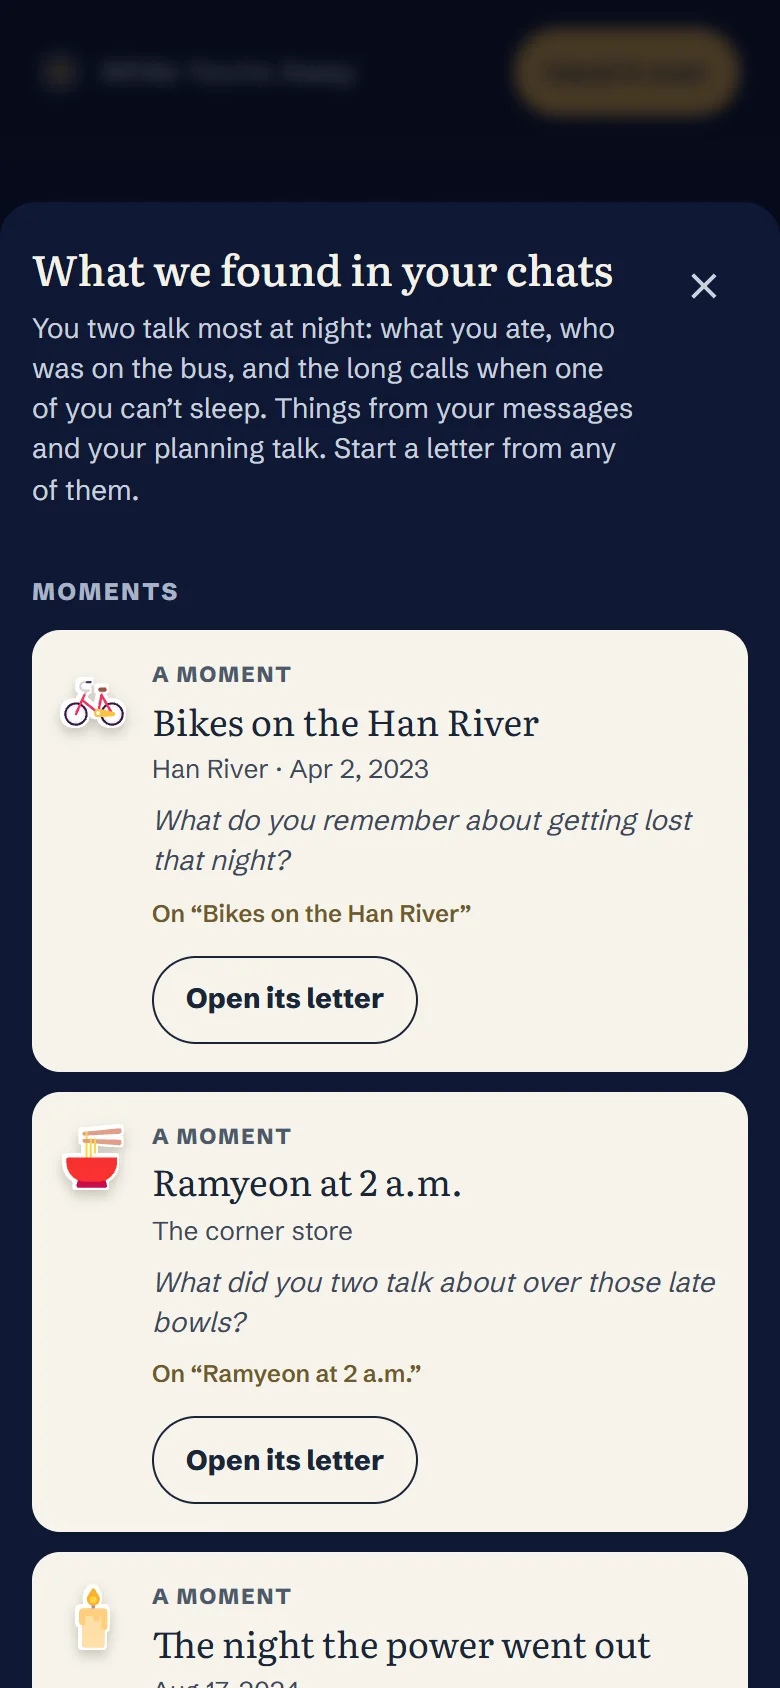 What we found in your chats
You two talk most at night: what you ate, who
was on the bus, and the long calls when one
of you can’t sleep. Things from your messages
and your planning talk. Start a letter from any
of them.
MOMENTS
A MOMENT
Bikes on the Han River
Han River · Apr 2, 2023
What do you remember about getting lost
that night?
On “Bikes on the Han River”
Open its letter
A MOMENT
Ramyeon at 2 a.m.
The corner store
What did you two talk about over those late
bowls?
On “Ramyeon at 2 a.m.”
Open its letter
A MOMENT
The night the power went out
Aug 17, 2024